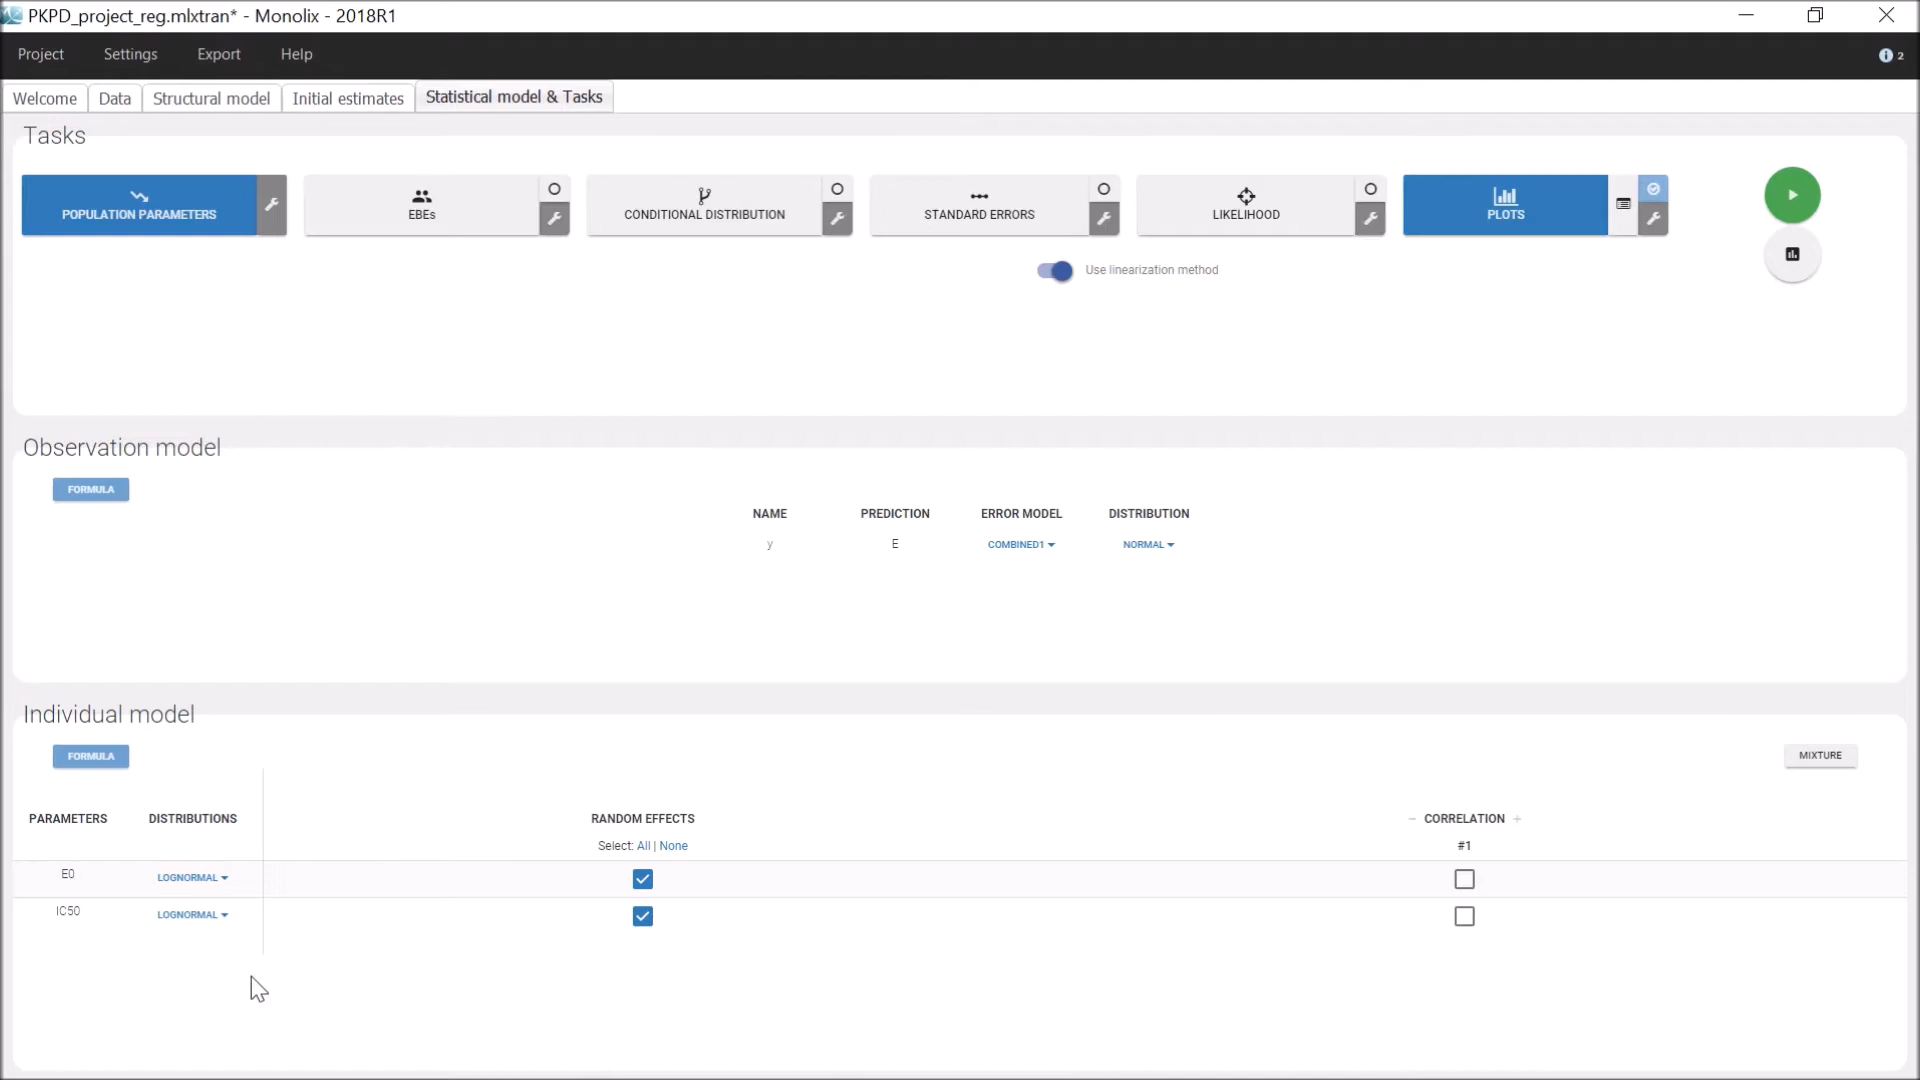 PKPD_project_reg.mlxtran* - Monolix - 2018R1
Project Settings Export Help 2
Welcome Data Structural model Initial estimates Statistical model & Tasks
Tasks
POPULATION PARAMETERS EBEs CONDITIONAL DISTRIBUTION STANDARD ERRORS LIKELIHOOD PLOTS
Use linearization method
Observation model
FORMULA
NAME PREDICTION ERROR MODEL DISTRIBUTION
y E COMBINED1 NORMAL
Individual model
FORMULA MIXTURE
PARAMETERS DISTRIBUTIONS RANDOM EFFECTS − CORRELATION +
Select: All | None #1
E0 LOGNORMAL
IC50 LOGNORMAL